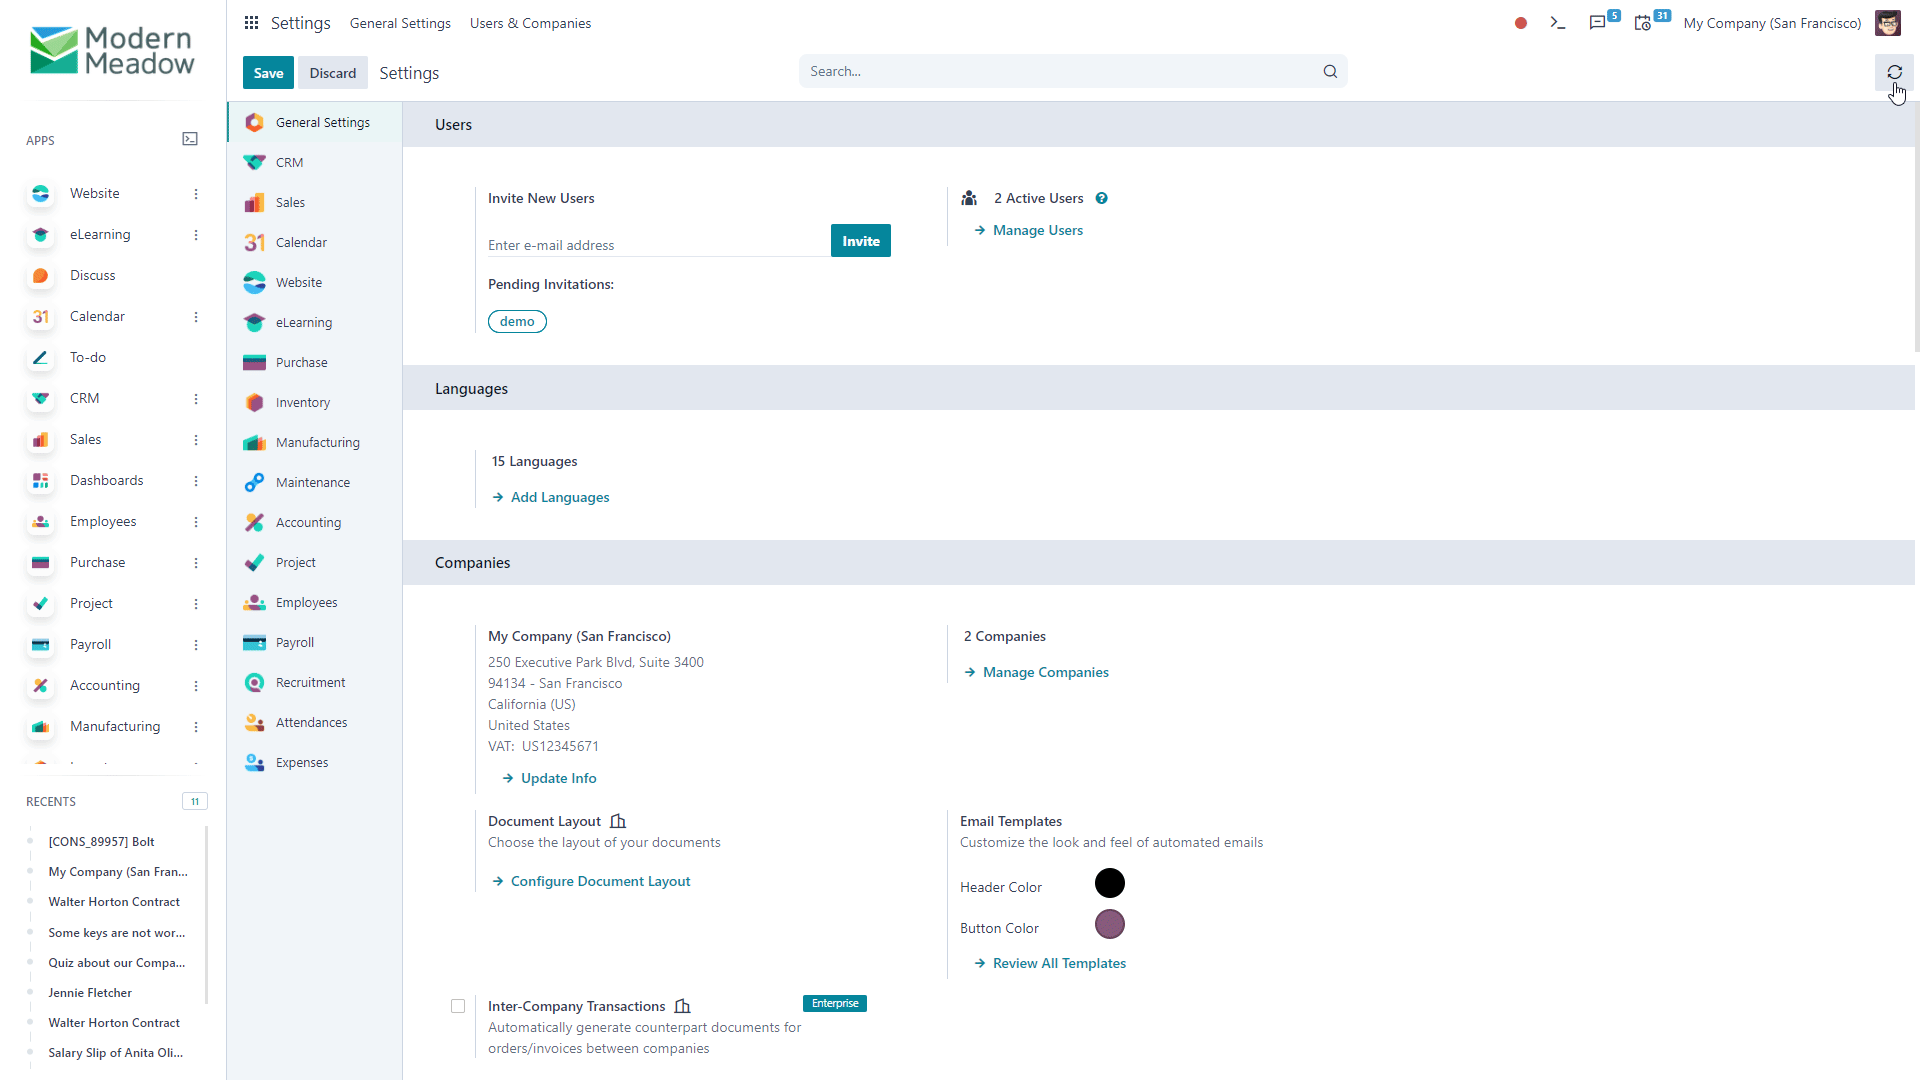 Modern
Meadow
Settings
General Settings
Users & Companies
5
31
My Company (San Francisco)
Save
Discard
Settings
Search...
APPS
Website
eLearning
Discuss
31
Calendar
To-do
CRM
Sales
Dashboards
Employees
Purchase
Project
Payroll
Accounting
Manufacturing
RECENTS
11
[CONS_89957] Bolt
My Company (San Fran...
Walter Horton Contract
Some keys are not wor...
Quiz about our Compa...
Jennie Fletcher
Walter Horton Contract
Salary Slip of Anita Oli...
General Settings
CRM
Sales
31
Calendar
Website
eLearning
Purchase
Inventory
Manufacturing
Maintenance
Accounting
Project
Employees
Payroll
Recruitment
Attendances
Expenses
Users
Invite New Users
Enter e-mail address
Invite
Pending Invitations:
demo
2 Active Users
?
Manage Users
Languages
15 Languages
Add Languages
Companies
My Company (San Francisco)
250 Executive Park Blvd, Suite 3400
94134 - San Francisco
California (US)
United States
VAT: US12345671
Update Info
2 Companies
Manage Companies
Document Layout
Choose the layout of your documents
Configure Document Layout
Email Templates
Customize the look and feel of automated emails
Header Color
Button Color
Review All Templates
Inter-Company Transactions
Enterprise
Automatically generate counterpart documents for
orders/invoices between companies